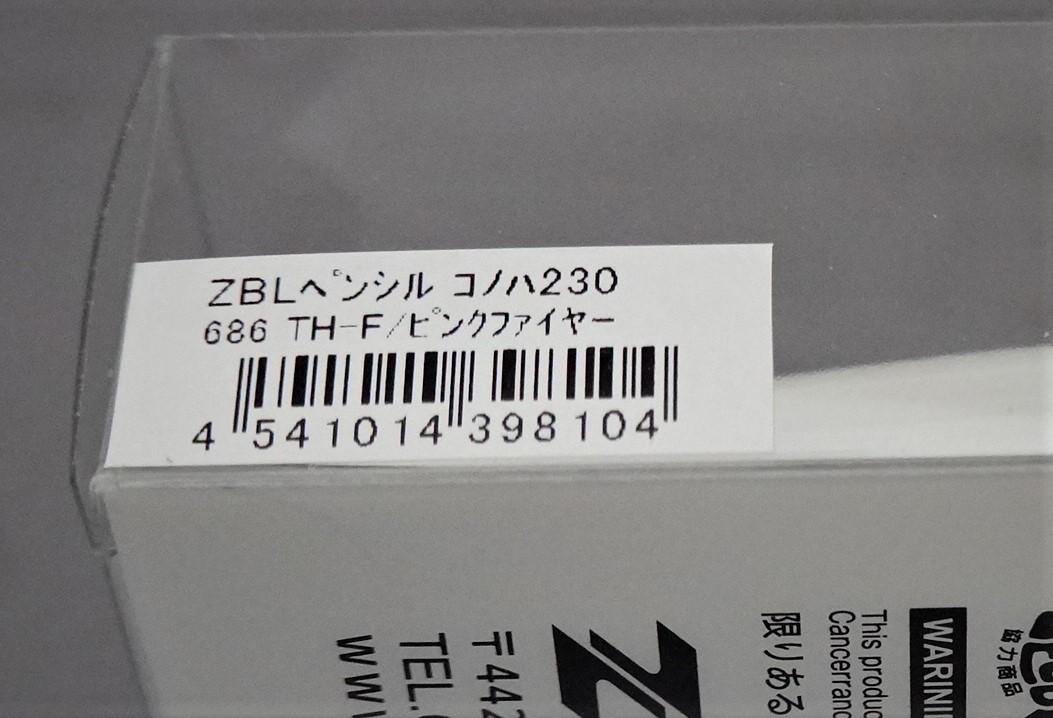 ZBLペンシル コノハ230
686 TH-F/ピンクファイヤー
4 541014 398104
限りある
This produc
Cancerranc
WARNIN
協力商品
〒442
TEL.
WWW